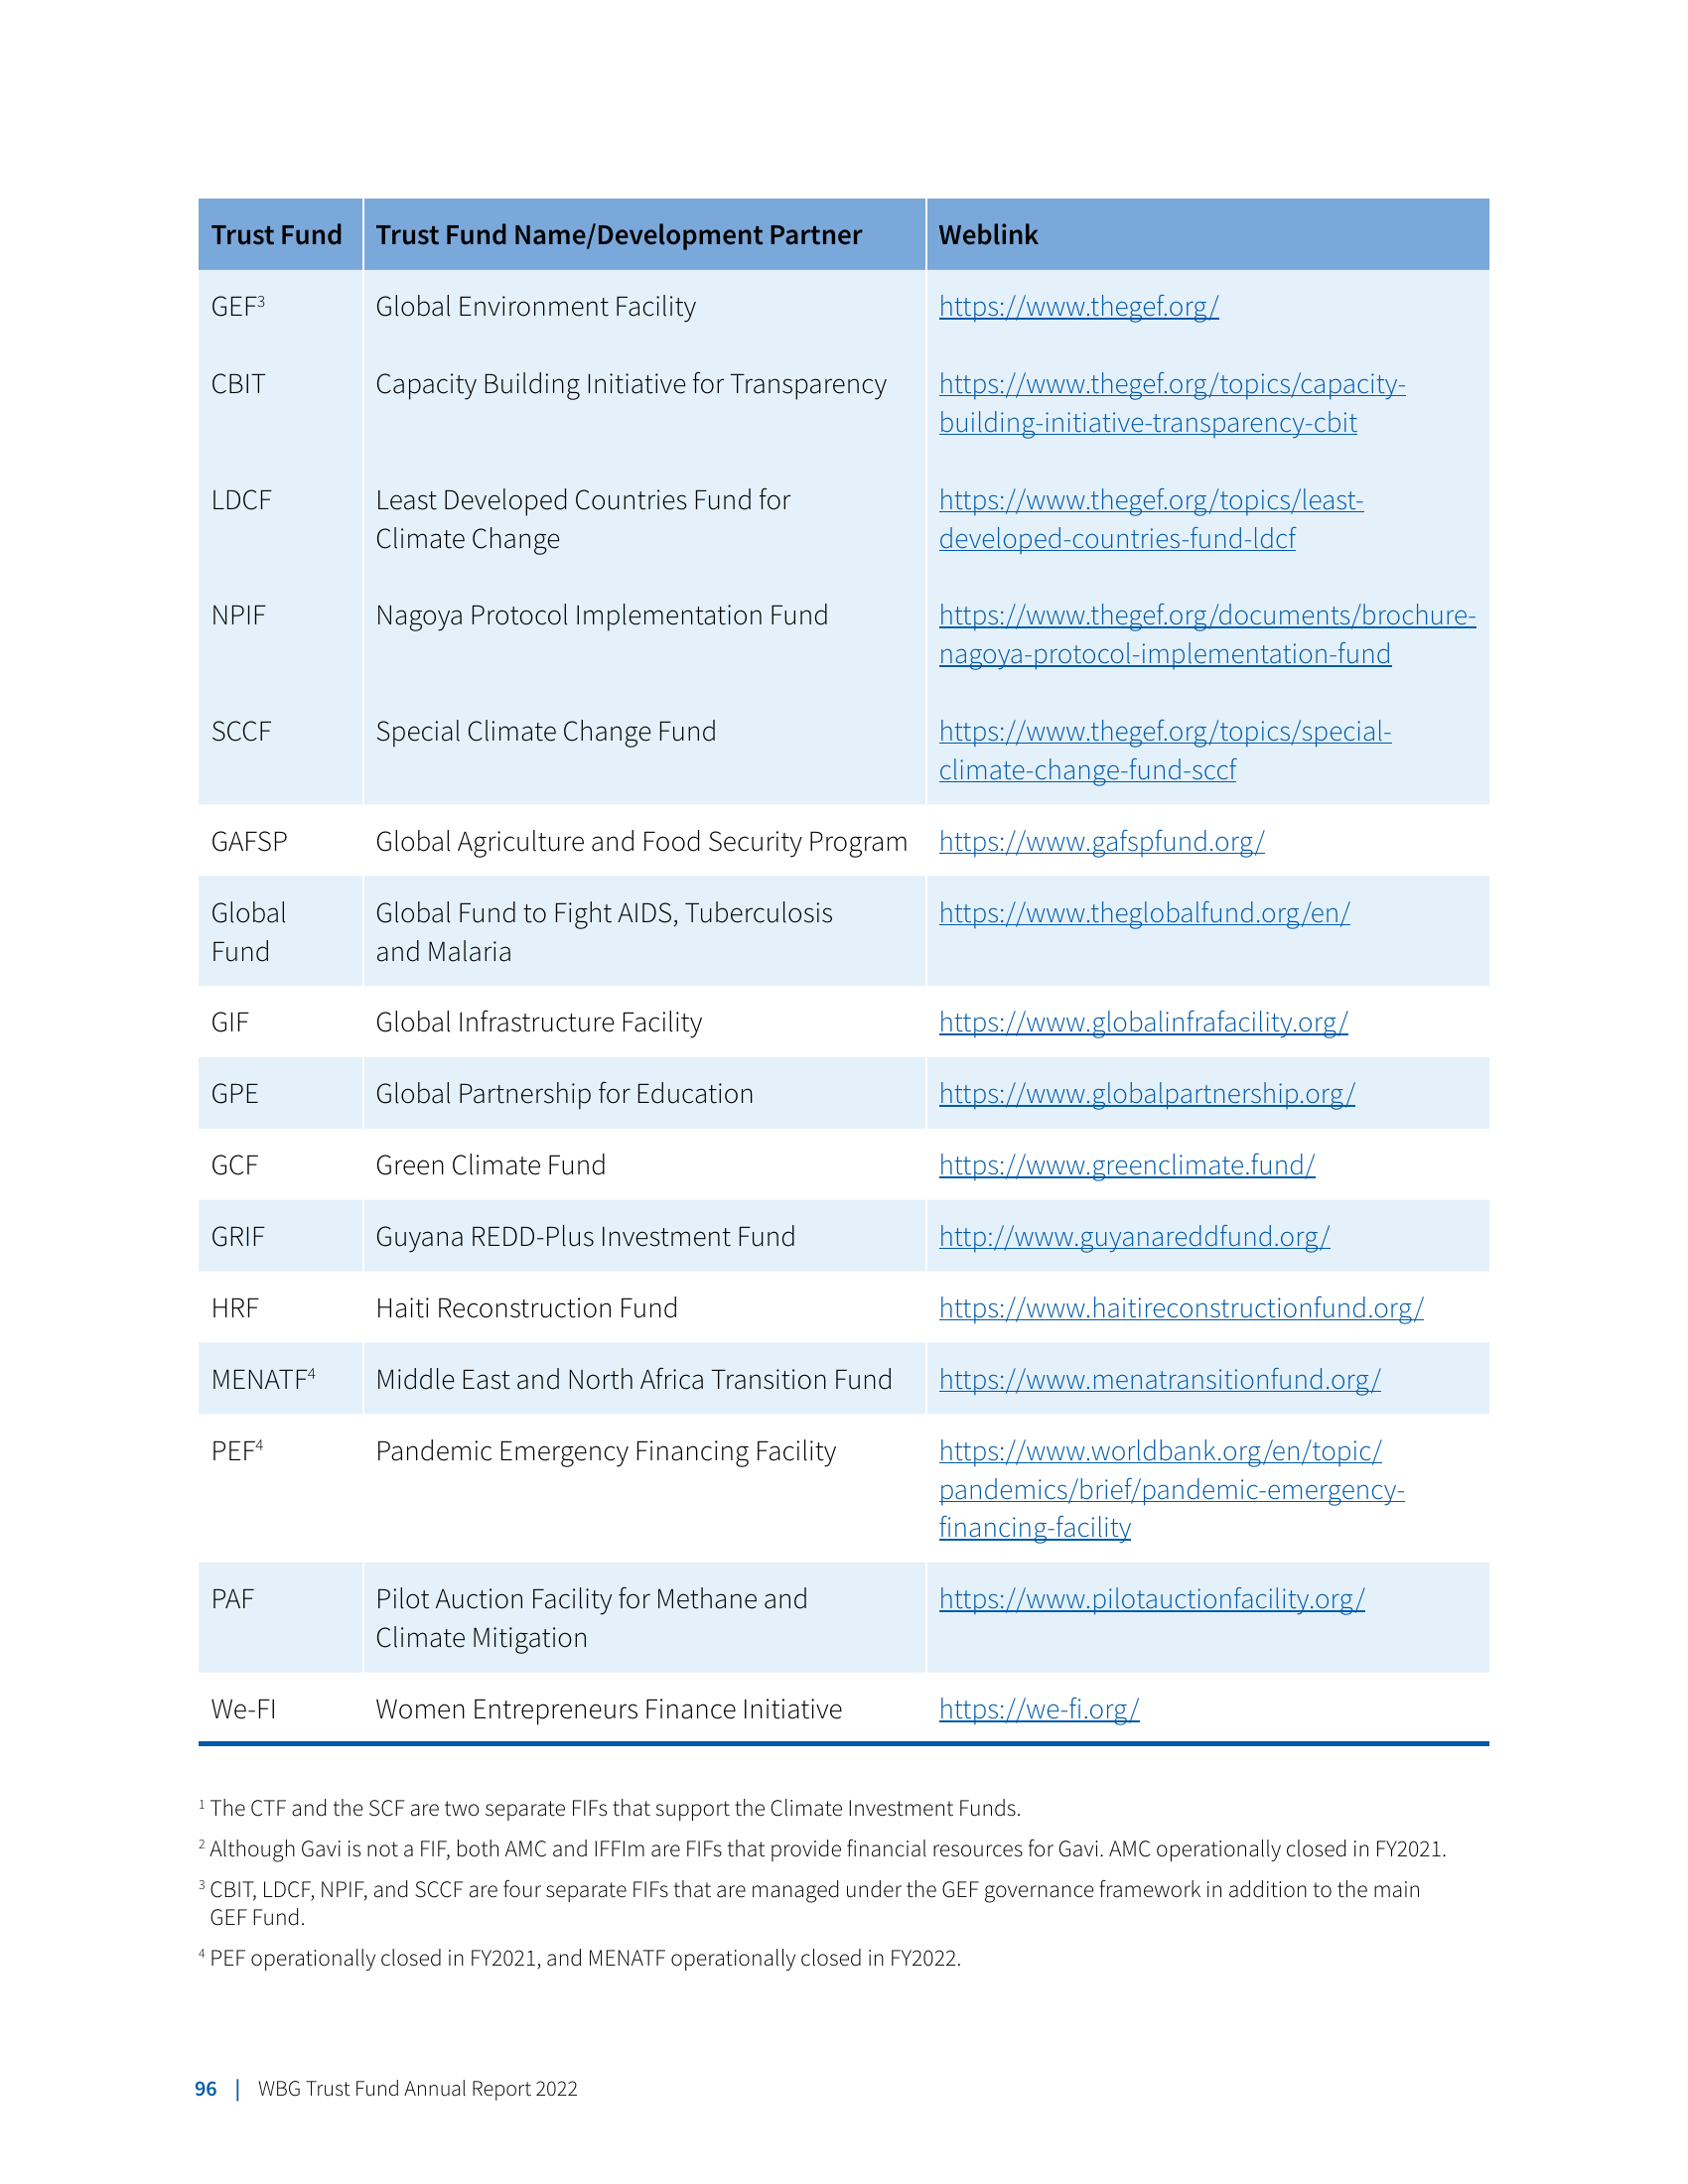 Trust Fund Trust Fund Name/Development Partner Weblink
GEF³ Global Environment Facility https://www.thegef.org/
CBIT Capacity Building Initiative for Transparency https://www.thegef.org/topics/capacity-
building-initiative-transparency-cbit
LDCF Least Developed Countries Fund for https://www.thegef.org/topics/least-
Climate Change developed-countries-fund-ldcf
NPIF Nagoya Protocol Implementation Fund https://www.thegef.org/documents/brochure-
nagoya-protocol-implementation-fund
SCCF Special Climate Change Fund https://www.thegef.org/topics/special-
climate-change-fund-sccf
GAFSP Global Agriculture and Food Security Program https://www.gafspfund.org/
Global Global Fund to Fight AIDS, Tuberculosis https://www.theglobalfund.org/en/
Fund and Malaria
GIF Global Infrastructure Facility https://www.globalinfrafacility.org/
GPE Global Partnership for Education https://www.globalpartnership.org/
GCF Green Climate Fund https://www.greenclimate.fund/
GRIF Guyana REDD-Plus Investment Fund http://www.guyanareddfund.org/
HRF Haiti Reconstruction Fund https://www.haitireconstructionfund.org/
MENATF⁴ Middle East and North Africa Transition Fund https://www.menatransitionfund.org/
PEF⁴ Pandemic Emergency Financing Facility https://www.worldbank.org/en/topic/
pandemics/brief/pandemic-emergency-
financing-facility
PAF Pilot Auction Facility for Methane and https://www.pilotauctionfacility.org/
Climate Mitigation
We-FI Women Entrepreneurs Finance Initiative https://we-fi.org/
¹ The CTF and the SCF are two separate FIFs that support the Climate Investment Funds.
² Although Gavi is not a FIF, both AMC and IFFIm are FIFs that provide financial resources for Gavi. AMC operationally closed in FY2021.
³ CBIT, LDCF, NPIF, and SCCF are four separate FIFs that are managed under the GEF governance framework in addition to the main
GEF Fund.
⁴ PEF operationally closed in FY2021, and MENATF operationally closed in FY2022.
96 | WBG Trust Fund Annual Report 2022